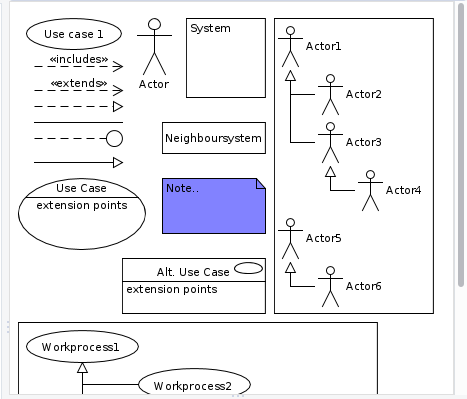 Use case 1
«includes»
«extends»
Actor
System
Neighboursystem
Use Case
extension points
Note..
Alt. Use Case
extension points
Actor1
Actor2
Actor3
Actor4
Actor5
Actor6
Workprocess1
Workprocess2